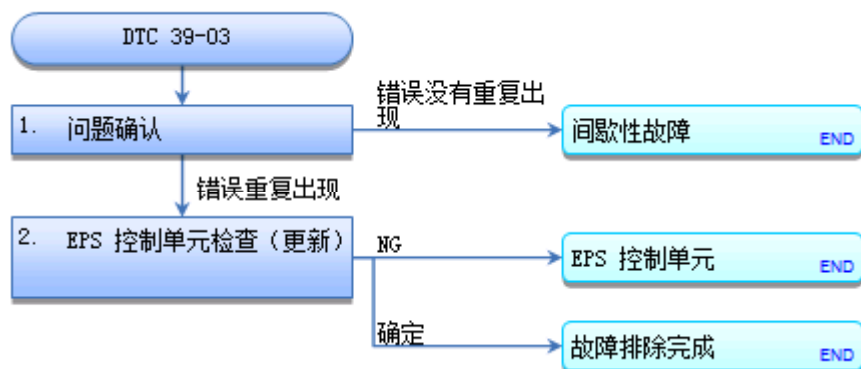 DTC 39-03
错误没有重复出
现
1. 问题确认
间歇性故障
END
错误重复出现
2. EPS 控制单元检查（更新）
NG
EPS 控制单元
END
确定
故障排除完成
END